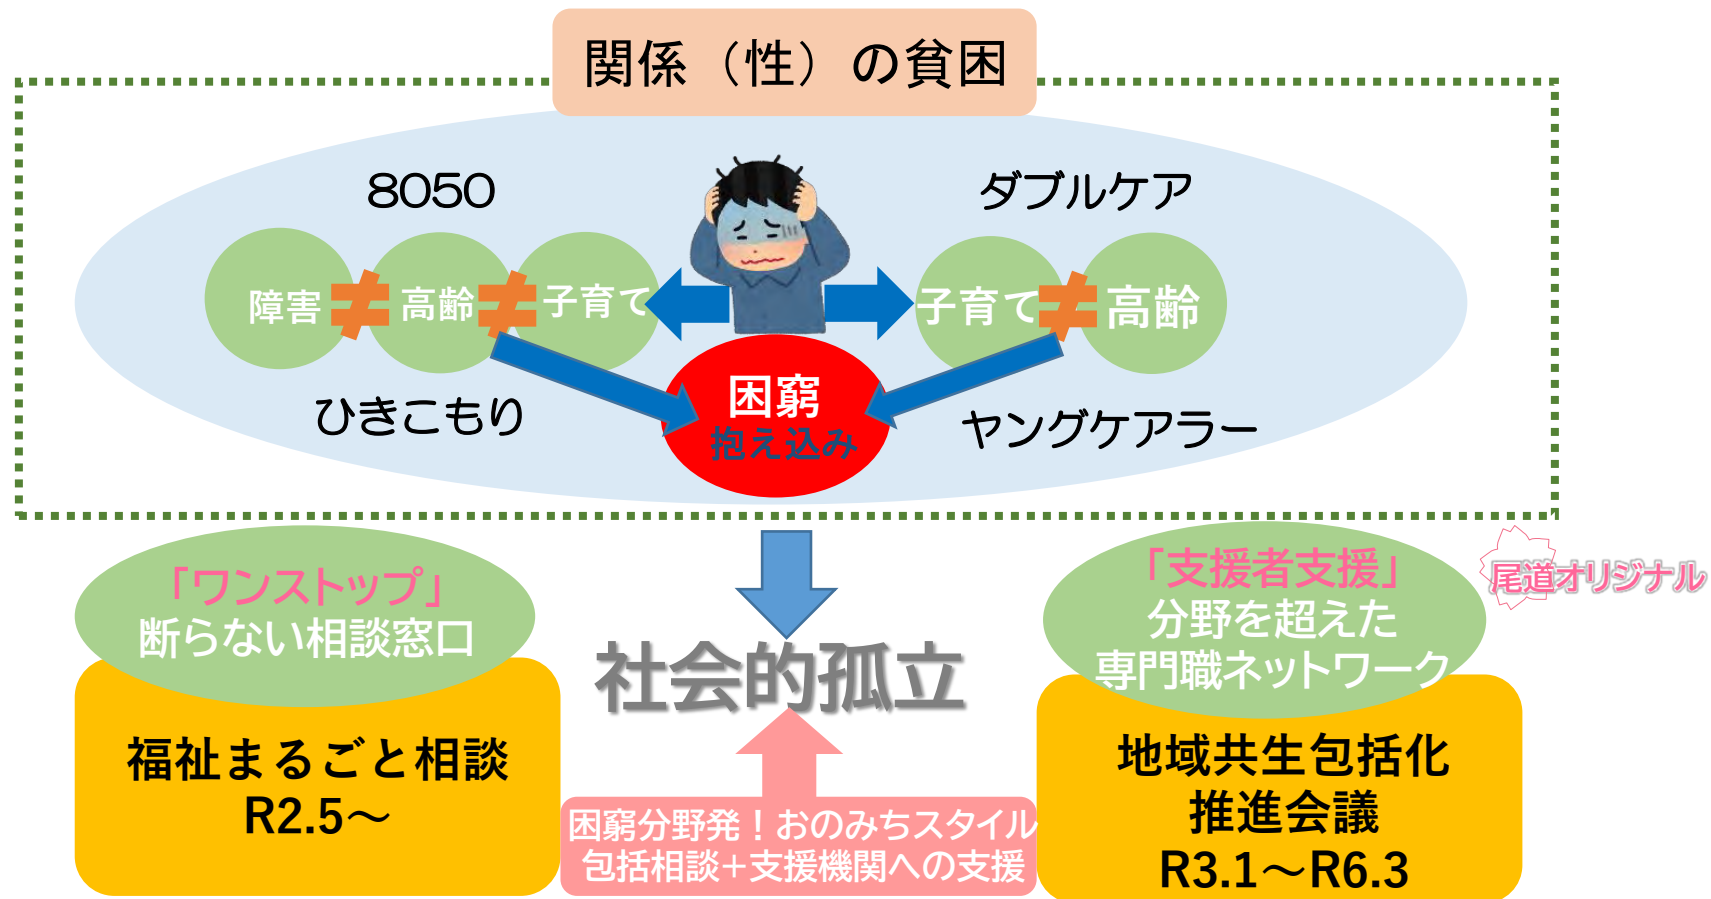 関係（性）の貧困
8050
ダブルケア
障害
≠
高齢
≠
子育て
子育て
≠
高齢
困窮
抱え込み
ひきこもり
ヤングケアラー
「ワンストップ」
断らない相談窓口
福祉まるごと相談
R2.5～
社会的孤立
困窮分野発！おのみちスタイル
包括相談＋支援機関への支援
「支援者支援」
分野を超えた
専門職ネットワーク
尾道オリジナル
地域共生包括化
推進会議
R3.1～R6.3